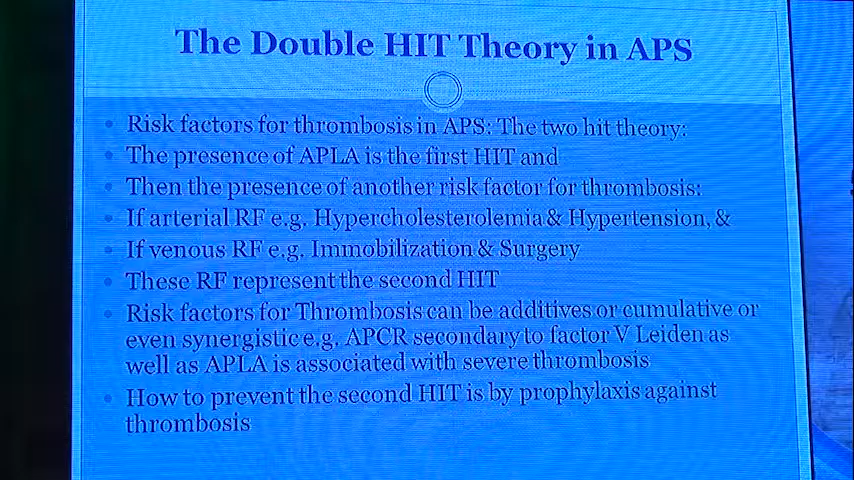 The Double HIT Theory in APS
• Risk factors for thrombosis in APS: The two hit theory:
• The presence of APLA is the first HIT and
• Then the presence of another risk factor for thrombosis:
• If arterial RF e.g. Hypercholesterolemia & Hypertension, &
• If venous RF e.g. Immobilization & Surgery
• These RF represent the second HIT
• Risk factors for Thrombosis can be additives or cumulative or
even synergistic e.g. APCR secondary to factor V Leiden as
well as APLA is associated with severe thrombosis
• How to prevent the second HIT is by prophylaxis against
thrombosis